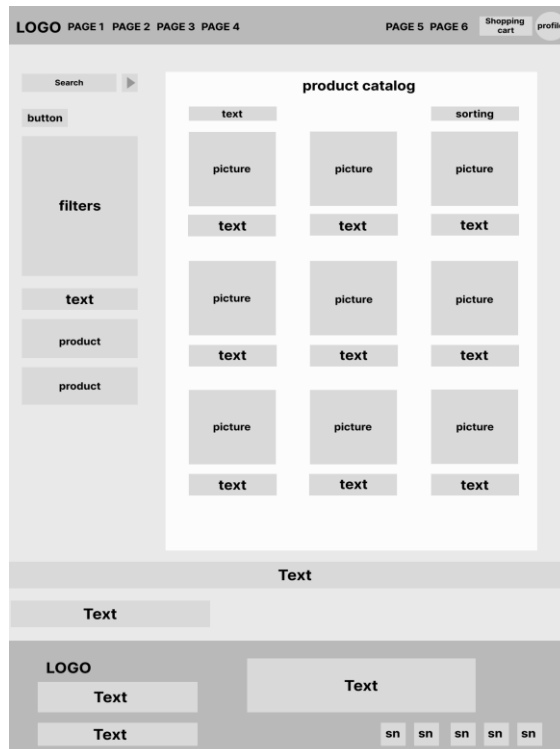 LOGO PAGE 1 PAGE 2 PAGE 3 PAGE 4 PAGE 5 PAGE 6 Shopping cart profile
Search
button
filters
text
product
product
product catalog
text sorting
picture picture picture
text text text
picture picture picture
text text text
picture picture picture
text text text
Text
Text
LOGO
Text
Text
Text
sn sn sn sn sn